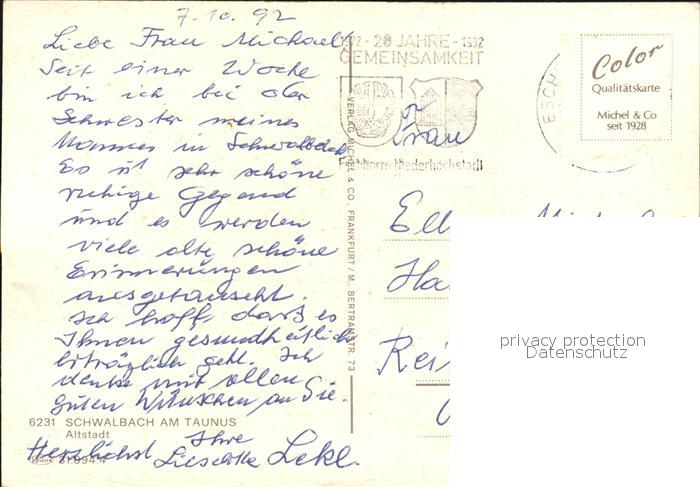 7.10.92
Liebe Frau Michael!
Seit einer Woche
bin ich bei der
Schwester meines
Mannes in Schwalbach
Es ist sehr schöne
ruhige Gegend
und es werden
viele alte schöne
Erinnerungen
ausgetauscht.
Ich hoffe, dass es
Ihnen gesundheitlich
erträglich geht. Ich
denke mit allen
guten Wünschen an Sie.
6231 SCHWALBACH AM TAUNUS
Altstadt
Herzlichst Ihre
Lieselotte
VERLAG MICHEL & CO. FRANKFURT/M., BERTRAMSTR. 73
1972 - 20 JAHRE - 1992
GEMEINSAMKEIT
Niederhöchstadt
ESCH
Color
Qualitätskarte
Michel & Co
seit 1928
Frau
Ell
Ha
Rei
privacy protection
Datenschutz